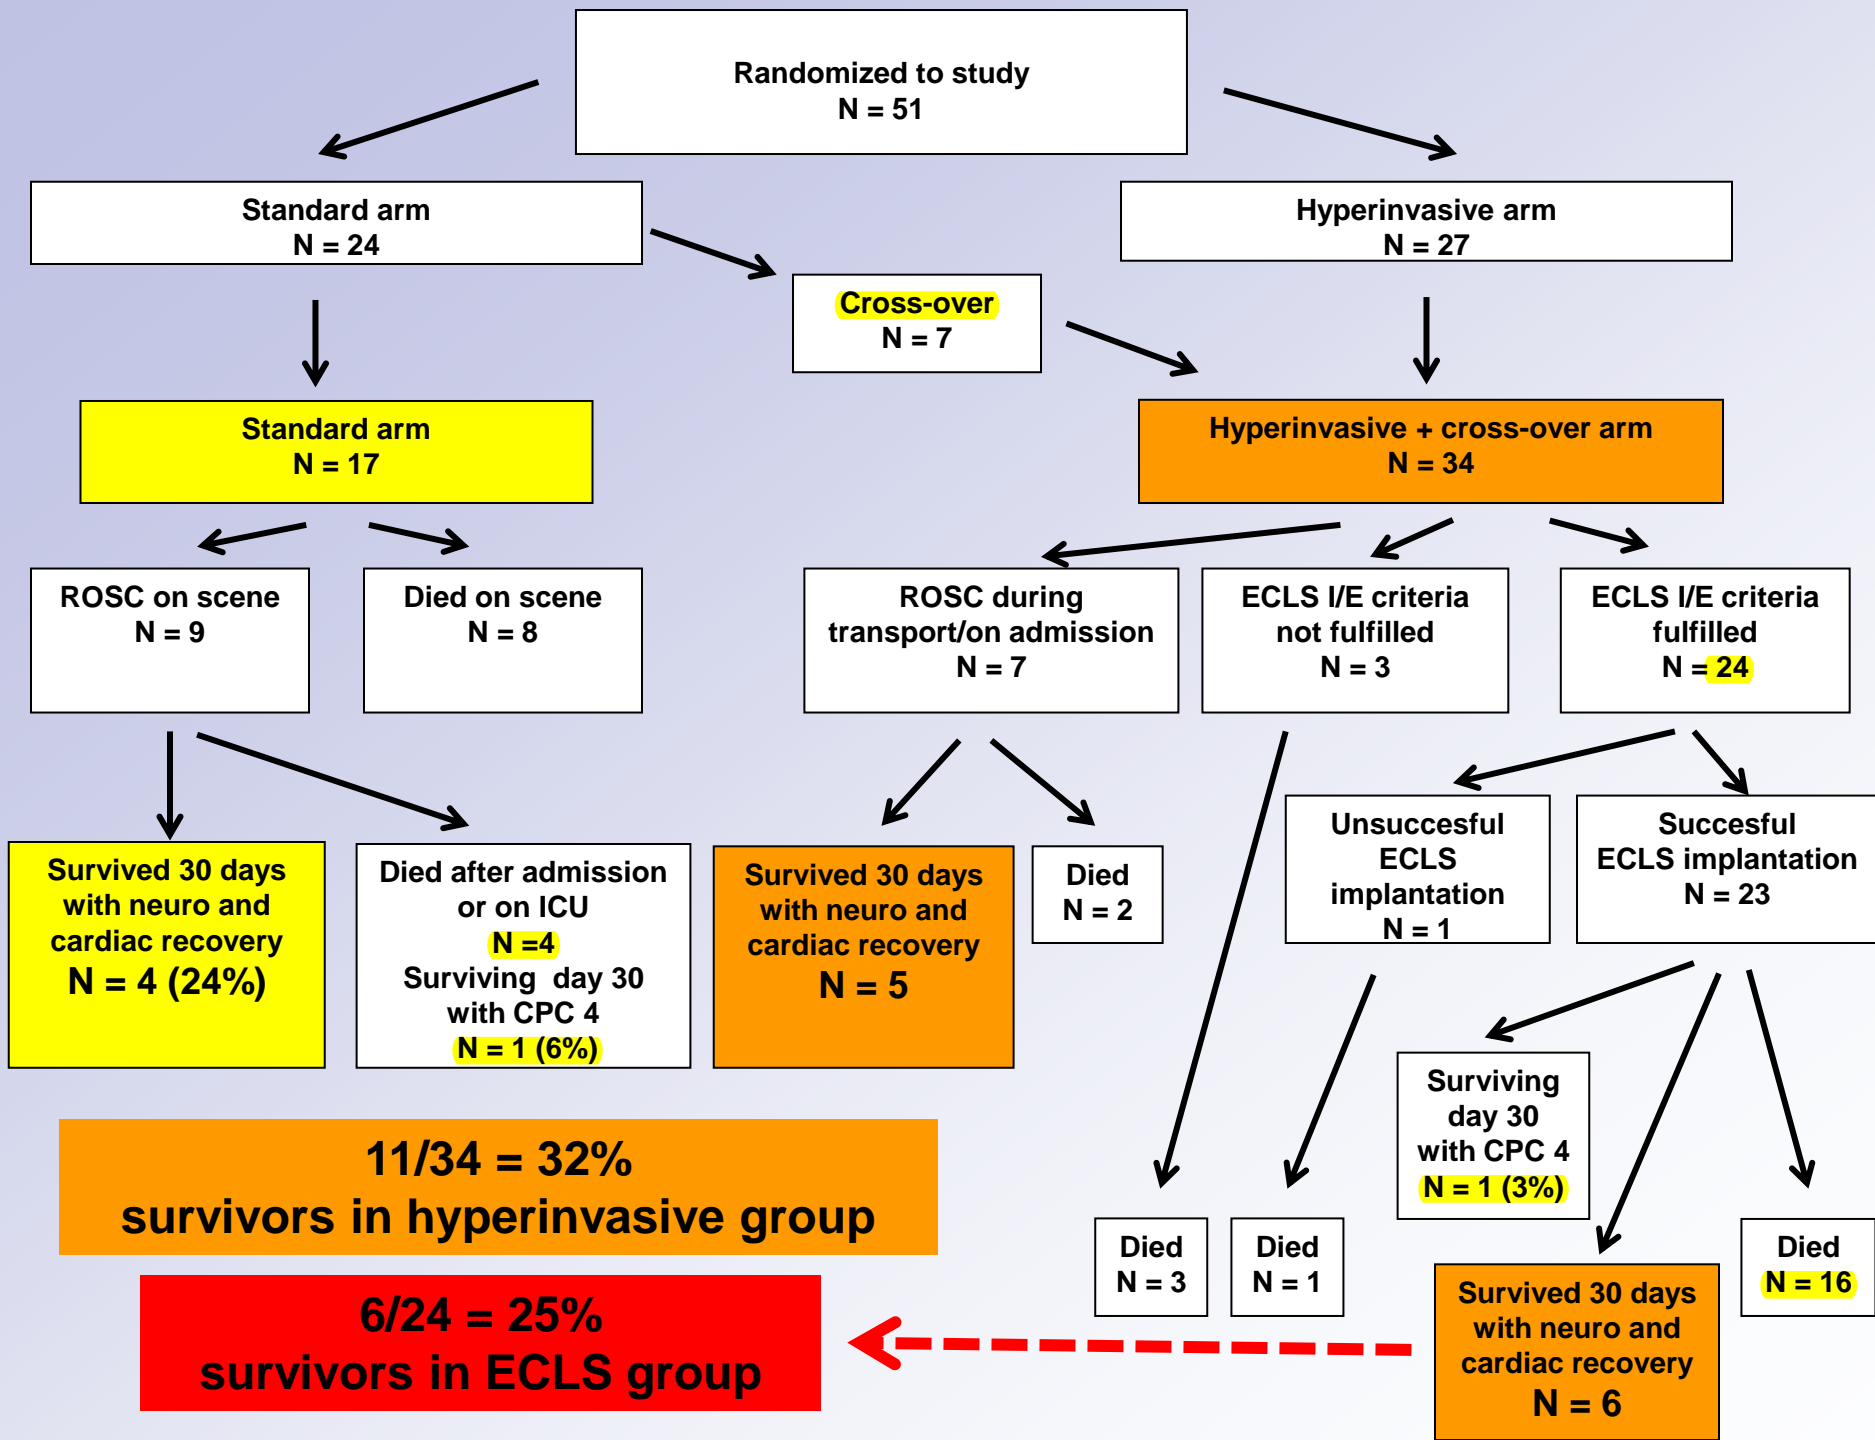 Randomized to study
N = 51
Standard arm
N = 24
Hyperinvasive arm
N = 27
Cross-over
N = 7
Standard arm
N = 17
Hyperinvasive + cross-over arm
N = 34
ROSC on scene
N = 9
Died on scene
N = 8
ROSC during
transport/on admission
N = 7
ECLS I/E criteria
not fulfilled
N = 3
ECLS I/E criteria
fulfilled
N = 24
Survived 30 days
with neuro and
cardiac recovery
N = 4 (24%)
Died after admission
or on ICU
N =4
Surviving day 30
with CPC 4
N = 1 (6%)
Survived 30 days
with neuro and
cardiac recovery
N = 5
Died
N = 2
Unsuccesful
ECLS
implantation
N = 1
Succesful
ECLS implantation
N = 23
Surviving
day 30
with CPC 4
N = 1 (3%)
11/34 = 32%
survivors in hyperinvasive group
Died
N = 3
Died
N = 1
Survived 30 days
with neuro and
cardiac recovery
N = 6
Died
N = 16
6/24 = 25%
survivors in ECLS group